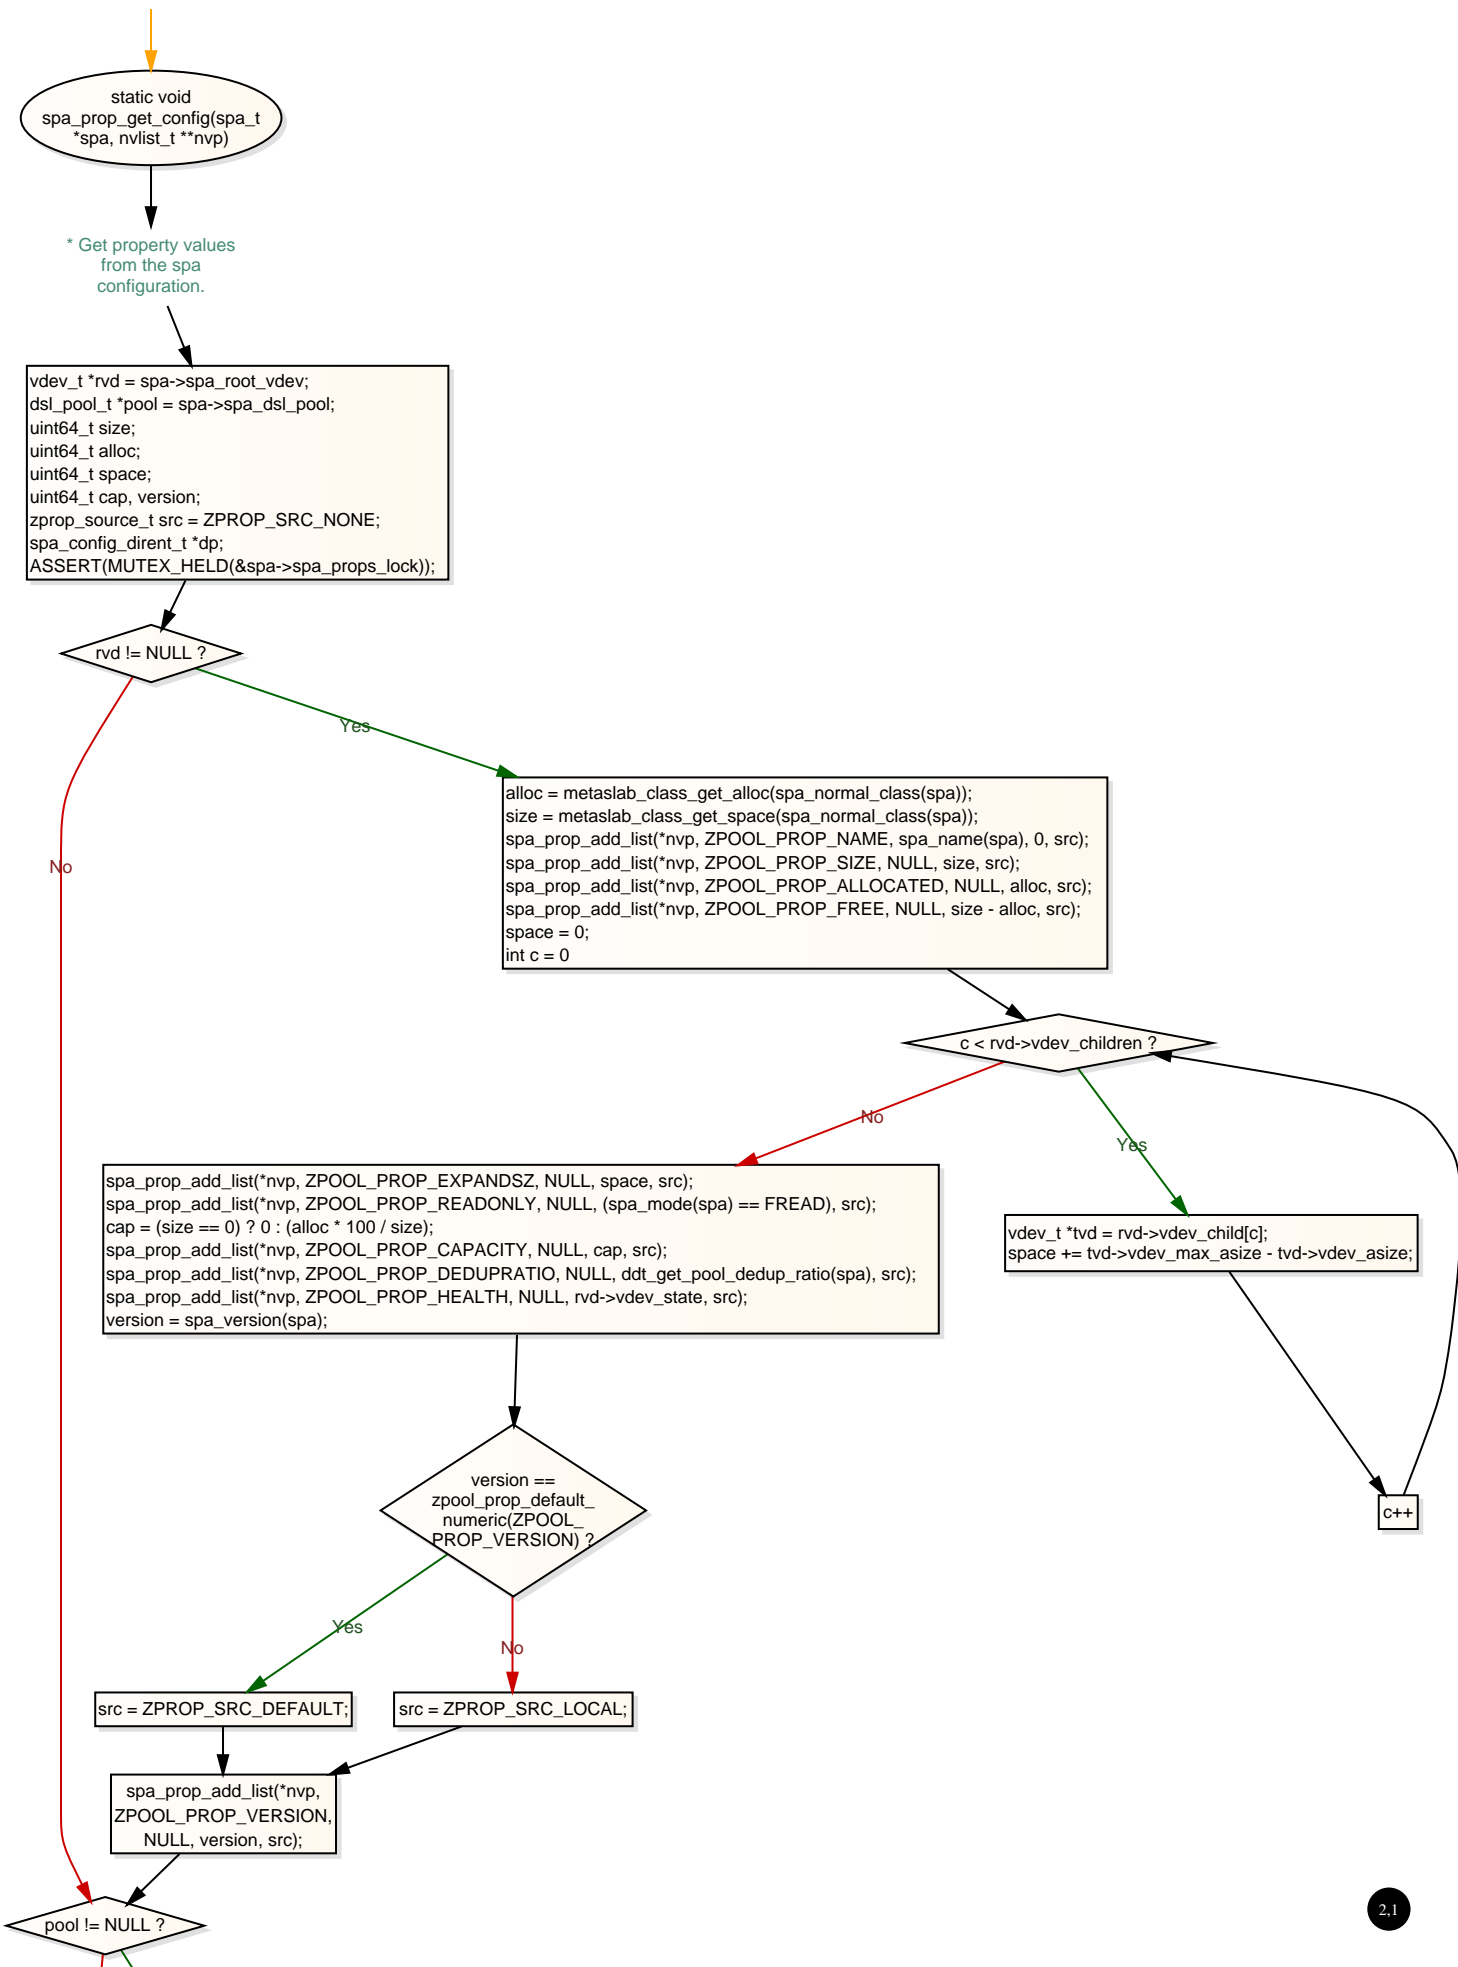 static void
spa_prop_get_config(spa_t
*spa, nvlist_t **nvp)
* Get property values
from the spa
configuration.
vdev_t *rvd = spa->spa_root_vdev;
dsl_pool_t *pool = spa->spa_dsl_pool;
uint64_t size;
uint64_t alloc;
uint64_t space;
uint64_t cap, version;
zprop_source_t src = ZPROP_SRC_NONE;
spa_config_dirent_t *dp;
ASSERT(MUTEX_HELD(&spa->spa_props_lock));
rvd != NULL ?
Yes
No
alloc = metaslab_class_get_alloc(spa_normal_class(spa));
size = metaslab_class_get_space(spa_normal_class(spa));
spa_prop_add_list(*nvp, ZPOOL_PROP_NAME, spa_name(spa), 0, src);
spa_prop_add_list(*nvp, ZPOOL_PROP_SIZE, NULL, size, src);
spa_prop_add_list(*nvp, ZPOOL_PROP_ALLOCATED, NULL, alloc, src);
spa_prop_add_list(*nvp, ZPOOL_PROP_FREE, NULL, size - alloc, src);
space = 0;
int c = 0
c < rvd->vdev_children ?
No
Yes
spa_prop_add_list(*nvp, ZPOOL_PROP_EXPANDSZ, NULL, space, src);
spa_prop_add_list(*nvp, ZPOOL_PROP_READONLY, NULL, (spa_mode(spa) == FREAD), src);
cap = (size == 0) ? 0 : (alloc * 100 / size);
spa_prop_add_list(*nvp, ZPOOL_PROP_CAPACITY, NULL, cap, src);
spa_prop_add_list(*nvp, ZPOOL_PROP_DEDUPRATIO, NULL, ddt_get_pool_dedup_ratio(spa), src);
spa_prop_add_list(*nvp, ZPOOL_PROP_HEALTH, NULL, rvd->vdev_state, src);
version = spa_version(spa);
vdev_t *tvd = rvd->vdev_child[c];
space += tvd->vdev_max_asize - tvd->vdev_asize;
version ==
zpool_prop_default_
numeric(ZPOOL_
PROP_VERSION) ?
c++
Yes
No
src = ZPROP_SRC_DEFAULT;
src = ZPROP_SRC_LOCAL;
spa_prop_add_list(*nvp,
ZPOOL_PROP_VERSION,
NULL, version, src);
pool != NULL ?
2,1